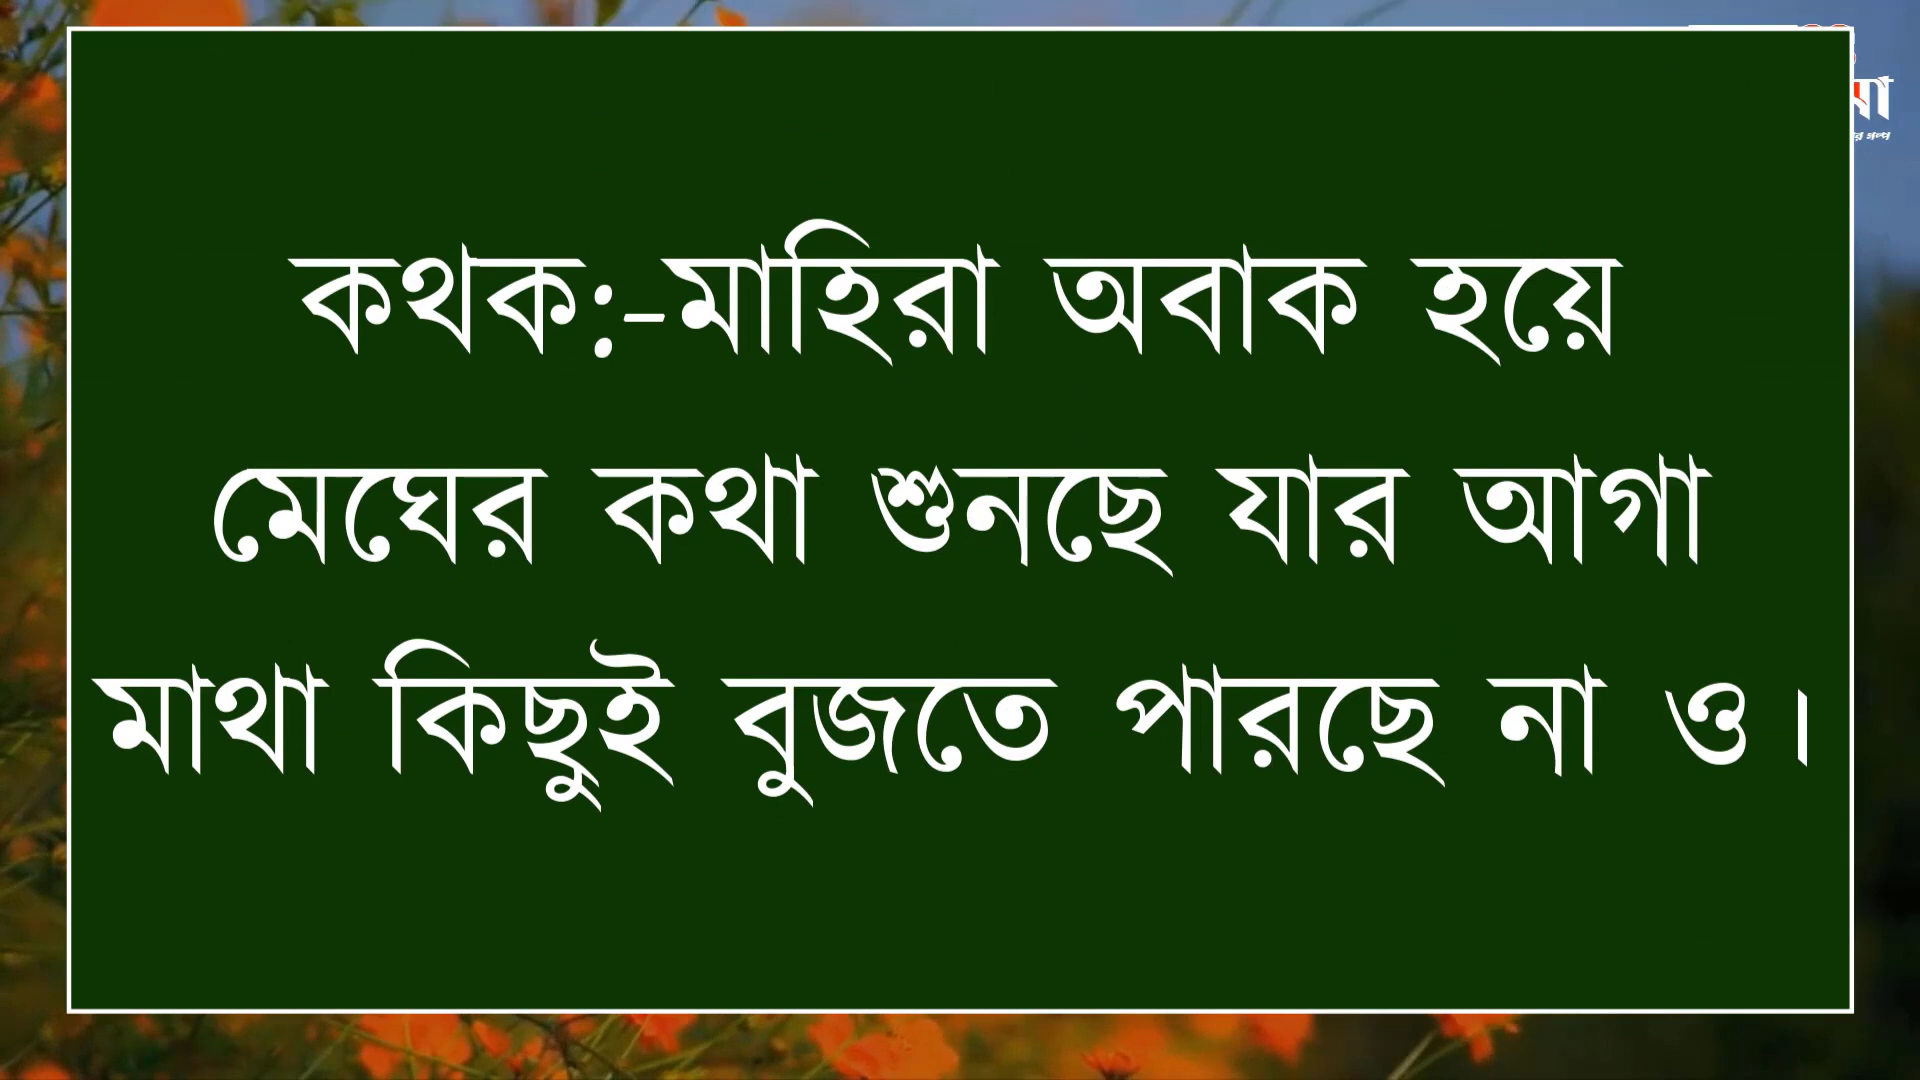 কথক:-মাহিরা অবাক হয়ে
মেঘের কথা শুনছে যার আগা
মাথা কিছুই বুজতে পারছে না ও।